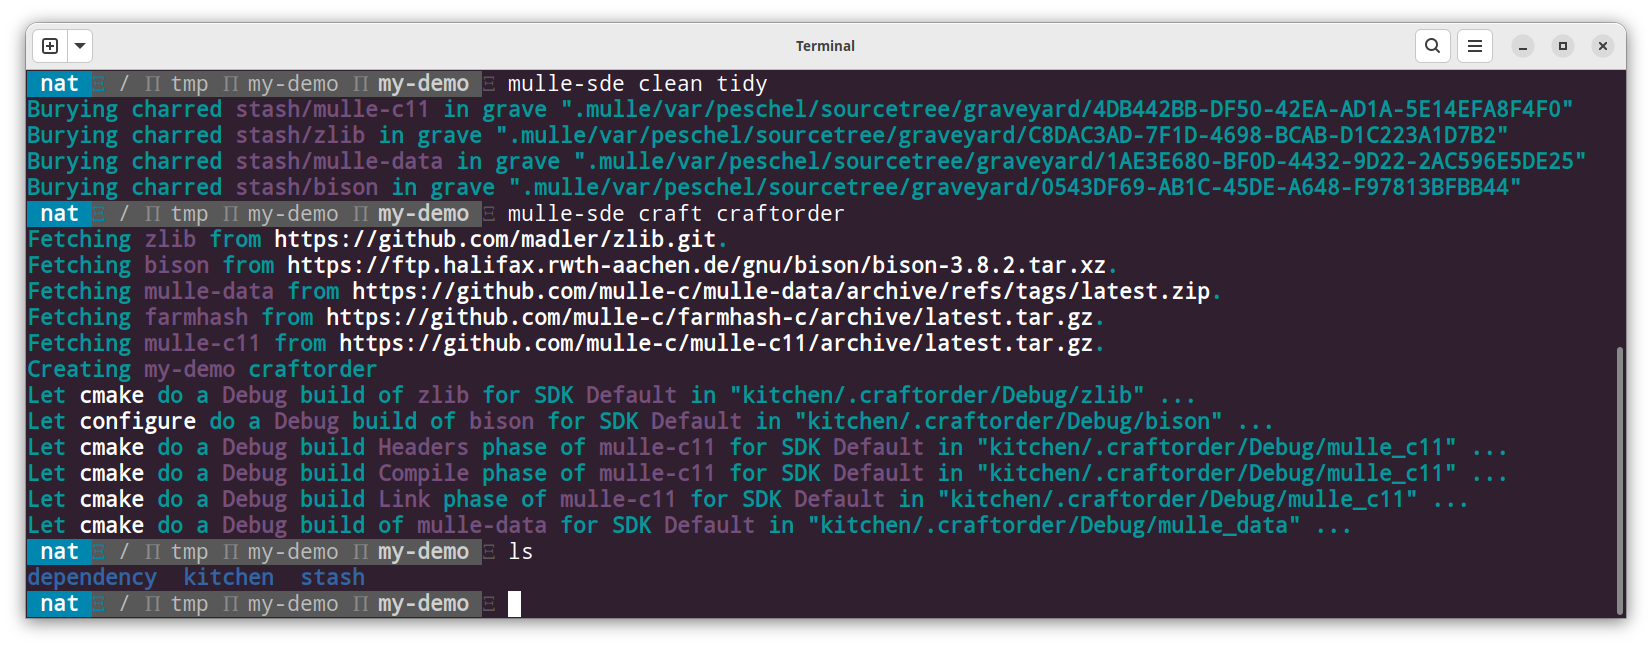 Terminal
nat Ξ / Π tmp Π my-demo Π my-demo Ξ mulle-sde clean tidy
Burying charred stash/mulle-c11 in grave ".mulle/var/peschel/sourcetree/graveyard/4DB442BB-DF50-42EA-AD1A-5E14EFA8F4F0"
Burying charred stash/zlib in grave ".mulle/var/peschel/sourcetree/graveyard/C8DAC3AD-7F1D-4698-BCAB-D1C223A1D7B2"
Burying charred stash/mulle-data in grave ".mulle/var/peschel/sourcetree/graveyard/1AE3E680-BF0D-4432-9D22-2AC596E5DE25"
Burying charred stash/bison in grave ".mulle/var/peschel/sourcetree/graveyard/0543DF69-AB1C-45DE-A648-F97813BFBB44"
nat Ξ / Π tmp Π my-demo Π my-demo Ξ mulle-sde craft craftorder
Fetching zlib from https://github.com/madler/zlib.git.
Fetching bison from https://ftp.halifax.rwth-aachen.de/gnu/bison/bison-3.8.2.tar.xz.
Fetching mulle-data from https://github.com/mulle-c/mulle-data/archive/refs/tags/latest.zip.
Fetching farmhash from https://github.com/mulle-c/farmhash-c/archive/latest.tar.gz.
Fetching mulle-c11 from https://github.com/mulle-c/mulle-c11/archive/latest.tar.gz.
Creating my-demo craftorder
Let cmake do a Debug build of zlib for SDK Default in "kitchen/.craftorder/Debug/zlib" ...
Let configure do a Debug build of bison for SDK Default in "kitchen/.craftorder/Debug/bison" ...
Let cmake do a Debug build Headers phase of mulle-c11 for SDK Default in "kitchen/.craftorder/Debug/mulle_c11" ...
Let cmake do a Debug build Compile phase of mulle-c11 for SDK Default in "kitchen/.craftorder/Debug/mulle_c11" ...
Let cmake do a Debug build Link phase of mulle-c11 for SDK Default in "kitchen/.craftorder/Debug/mulle_c11" ...
Let cmake do a Debug build of mulle-data for SDK Default in "kitchen/.craftorder/Debug/mulle_data" ...
nat Ξ / Π tmp Π my-demo Π my-demo Ξ ls
dependency kitchen stash
nat Ξ / Π tmp Π my-demo Π my-demo Ξ